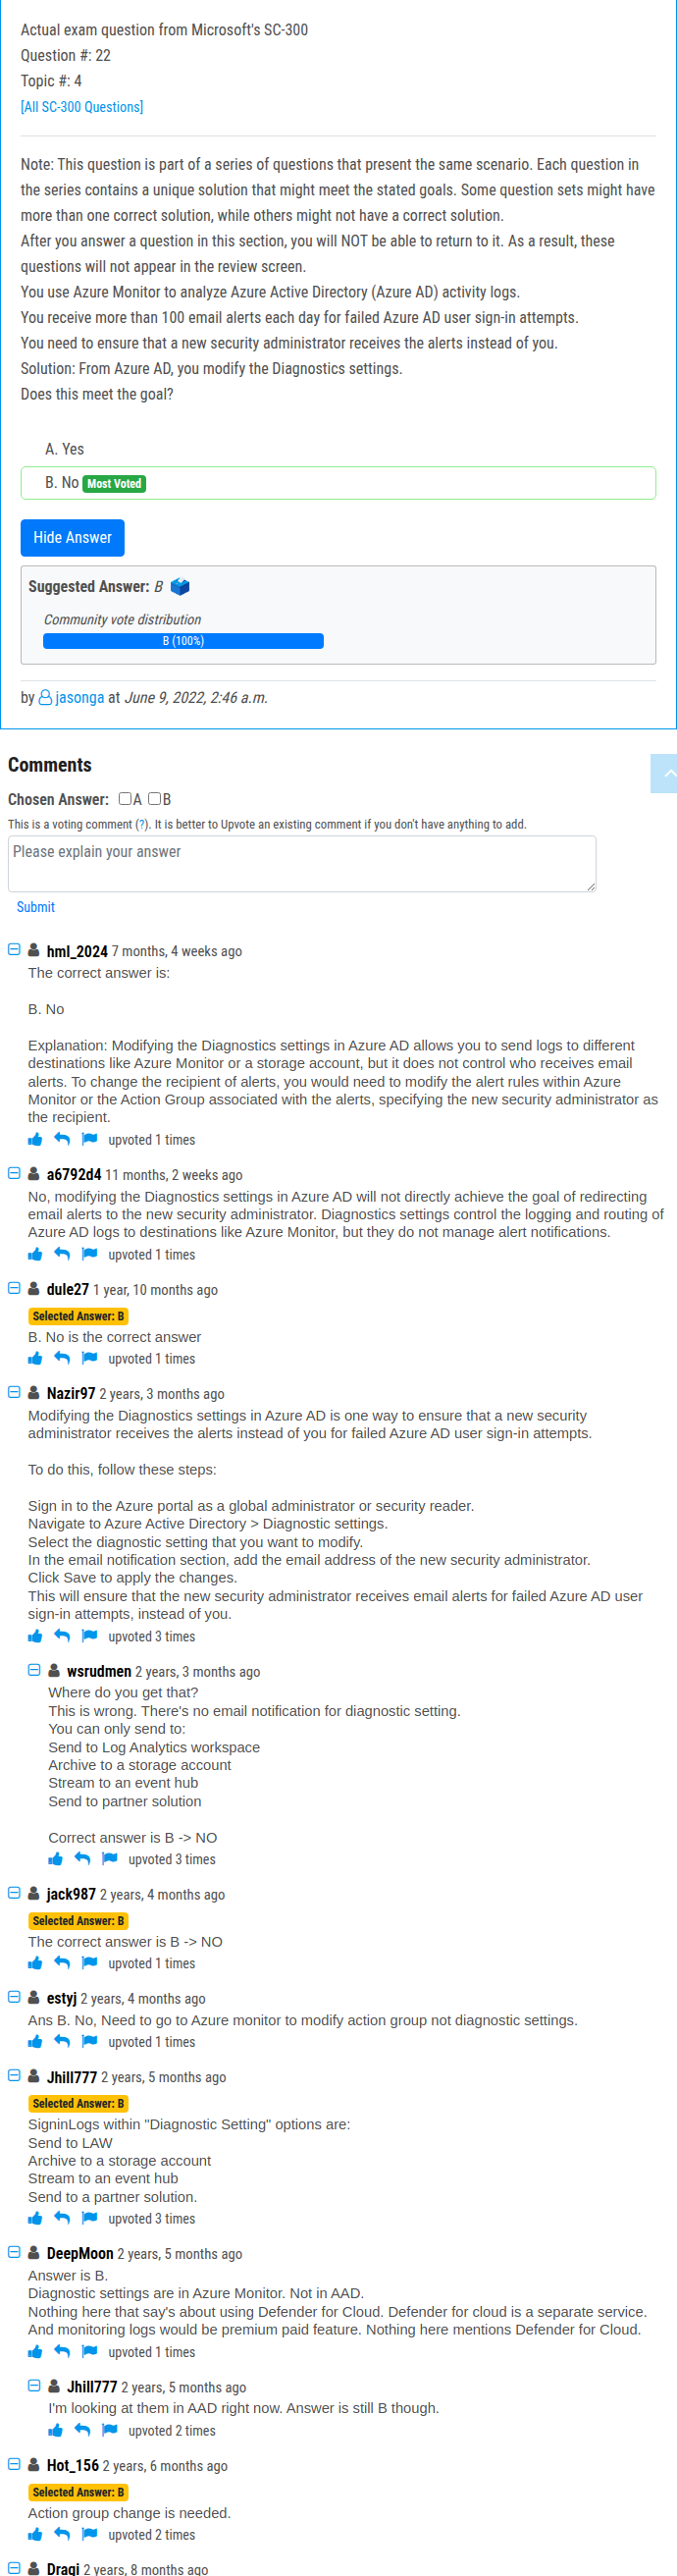 Actual exam question from Microsoft's SC-300
Question #: 22
Topic #: 4
[All SC-300 Questions]
Note: This question is part of a series of questions that present the same scenario. Each question in
the series contains a unique solution that might meet the stated goals. Some question sets might have
more than one correct solution, while others might not have a correct solution.
After you answer a question in this section, you will NOT be able to return to it. As a result, these
questions will not appear in the review screen.
You use Azure Monitor to analyze Azure Active Directory (Azure AD) activity logs.
You receive more than 100 email alerts each day for failed Azure AD user sign-in attempts.
You need to ensure that a new security administrator receives the alerts instead of you.
Solution: From Azure AD, you modify the Diagnostics settings.
Does this meet the goal?
A. Yes
B. No Most Voted
Hide Answer
Suggested Answer: B
Community vote distribution
B (100%)
by jasonga at June 9, 2022, 2:46 a.m.
Comments
Chosen Answer: A B
This is a voting comment (?). It is better to Upvote an existing comment if you don't have anything to add.
Please explain your answer
Submit
hml_2024 7 months, 4 weeks ago
The correct answer is:
B. No
Explanation: Modifying the Diagnostics settings in Azure AD allows you to send logs to different
destinations like Azure Monitor or a storage account, but it does not control who receives email
alerts. To change the recipient of alerts, you would need to modify the alert rules within Azure
Monitor or the Action Group associated with the alerts, specifying the new security administrator as
the recipient.
upvoted 1 times
a6792d4 11 months, 2 weeks ago
No, modifying the Diagnostics settings in Azure AD will not directly achieve the goal of redirecting
email alerts to the new security administrator. Diagnostics settings control the logging and routing of
Azure AD logs to destinations like Azure Monitor, but they do not manage alert notifications.
upvoted 1 times
dule27 1 year, 10 months ago
Selected Answer: B
B. No is the correct answer
upvoted 1 times
Nazir97 2 years, 3 months ago
Modifying the Diagnostics settings in Azure AD is one way to ensure that a new security
administrator receives the alerts instead of you for failed Azure AD user sign-in attempts.
To do this, follow these steps:
Sign in to the Azure portal as a global administrator or security reader.
Navigate to Azure Active Directory > Diagnostic settings.
Select the diagnostic setting that you want to modify.
In the email notification section, add the email address of the new security administrator.
Click Save to apply the changes.
This will ensure that the new security administrator receives email alerts for failed Azure AD user
sign-in attempts, instead of you.
upvoted 3 times
wsrudmen 2 years, 3 months ago
Where do you get that?
This is wrong. There's no email notification for diagnostic setting.
You can only send to:
Send to Log Analytics workspace
Archive to a storage account
Stream to an event hub
Send to partner solution
Correct answer is B -> NO
upvoted 3 times
jack987 2 years, 4 months ago
Selected Answer: B
The correct answer is B -> NO
upvoted 1 times
estyj 2 years, 4 months ago
Ans B. No, Need to go to Azure monitor to modify action group not diagnostic settings.
upvoted 1 times
Jhill777 2 years, 5 months ago
Selected Answer: B
SigninLogs within "Diagnostic Setting" options are:
Send to LAW
Archive to a storage account
Stream to an event hub
Send to a partner solution.
upvoted 3 times
DeepMoon 2 years, 5 months ago
Answer is B.
Diagnostic settings are in Azure Monitor. Not in AAD.
Nothing here that say's about using Defender for Cloud. Defender for cloud is a separate service.
And monitoring logs would be premium paid feature. Nothing here mentions Defender for Cloud.
upvoted 1 times
Jhill777 2 years, 5 months ago
I'm looking at them in AAD right now. Answer is still B though.
upvoted 2 times
Hot_156 2 years, 6 months ago
Selected Answer: B
Action group change is needed.
upvoted 2 times
Dragi 2 years, 8 months ago